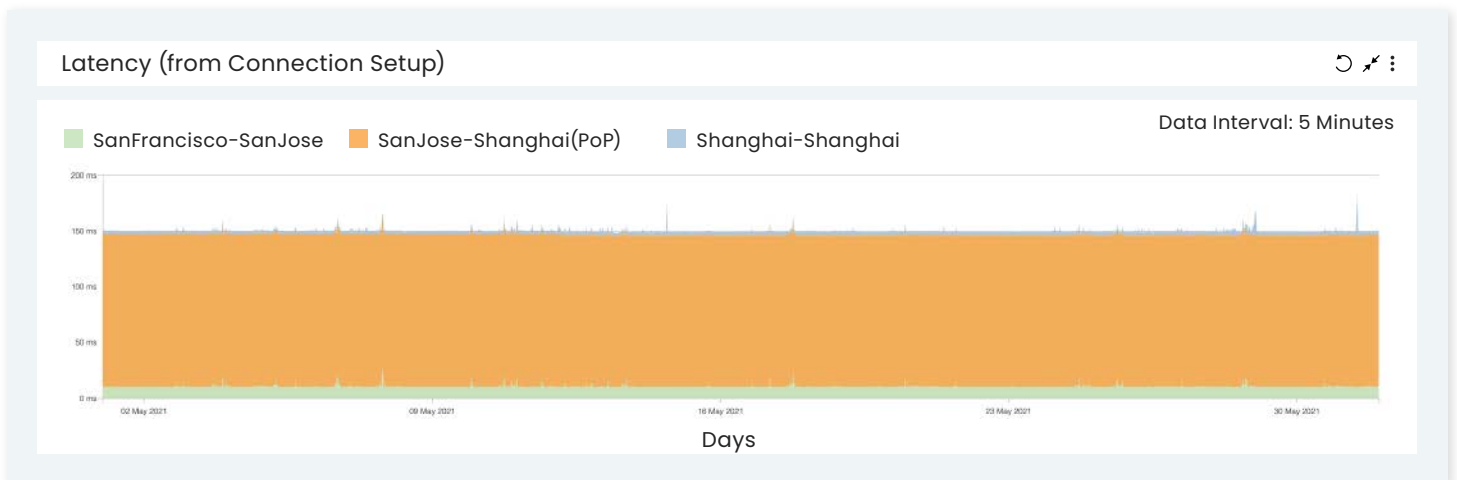 Latency (from Connection Setup)
Data Interval: 5 Minutes
SanFrancisco-SanJose SanJose-Shanghai(PoP) Shanghai-Shanghai
200 ms
150 ms
100 ms
50 ms
0 ms
02 May 2021 09 May 2021 16 May 2021 23 May 2021 30 May 2021
Days